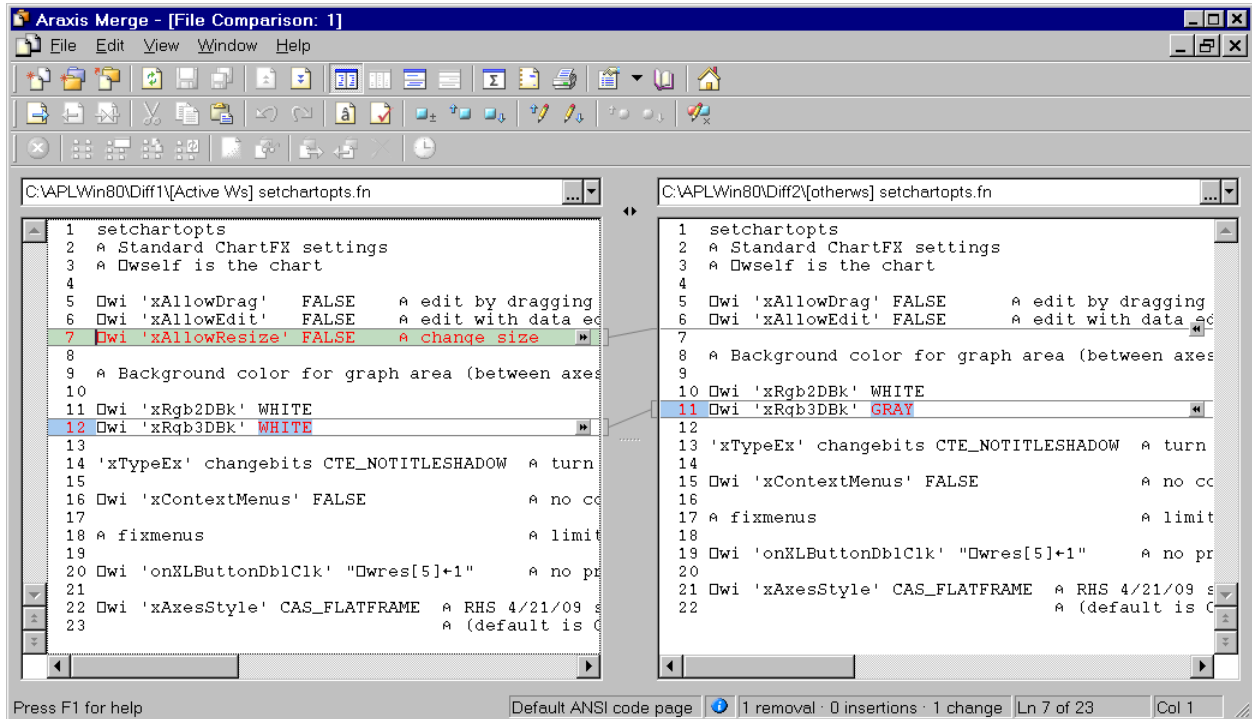 Araxis Merge - [File Comparison: 1]
File Edit View Window Help
C:\APLWin80\Diff1\[Active Ws] setchartopts.fn ...
1 setchartopts
2 ⍝ Standard ChartFX settings
3 ⍝ ⎕wself is the chart
4
5 ⎕wi 'xAllowDrag' FALSE ⍝ edit by dragging
6 ⎕wi 'xAllowEdit' FALSE ⍝ edit with data
7 ⎕wi 'xAllowResize' FALSE ⍝ change size
8
9 ⍝ Background color for graph area (between axes
10
11 ⎕wi 'xRgb2DBk' WHITE
12 ⎕wi 'xRgb3DBk' WHITE
13
14 'xTypeEx' changebits CTE_NOTITLESHADOW ⍝ turn
15
16 ⎕wi 'xContextMenus' FALSE ⍝ no
17
18 ⍝ fixmenus ⍝ limit
19
20 ⎕wi 'onXLButtonDblClk' "⎕wres[5]←1" ⍝ no
21
22 ⎕wi 'xAxesStyle' CAS_FLATFRAME ⍝ RHS 4/21/09
23 ⍝ (default is
C:\APLWin80\Diff2\[otherws] setchartopts.fn ...
1 setchartopts
2 ⍝ Standard ChartFX settings
3 ⍝ ⎕wself is the chart
4
5 ⎕wi 'xAllowDrag' FALSE ⍝ edit by dragging
6 ⎕wi 'xAllowEdit' FALSE ⍝ edit with data
7
8 ⍝ Background color for graph area (between axes
9
10 ⎕wi 'xRgb2DBk' WHITE
11 ⎕wi 'xRgb3DBk' GRAY
12
13 'xTypeEx' changebits CTE_NOTITLESHADOW ⍝ turn
14
15 ⎕wi 'xContextMenus' FALSE ⍝ no
16
17 ⍝ fixmenus ⍝ limit
18
19 ⎕wi 'onXLButtonDblClk' "⎕wres[5]←1" ⍝ no
20
21 ⎕wi 'xAxesStyle' CAS_FLATFRAME ⍝ RHS 4/21/09
22 ⍝ (default is
Press F1 for help Default ANSI code page 1 removal · 0 insertions · 1 change Ln 7 of 23 Col 1